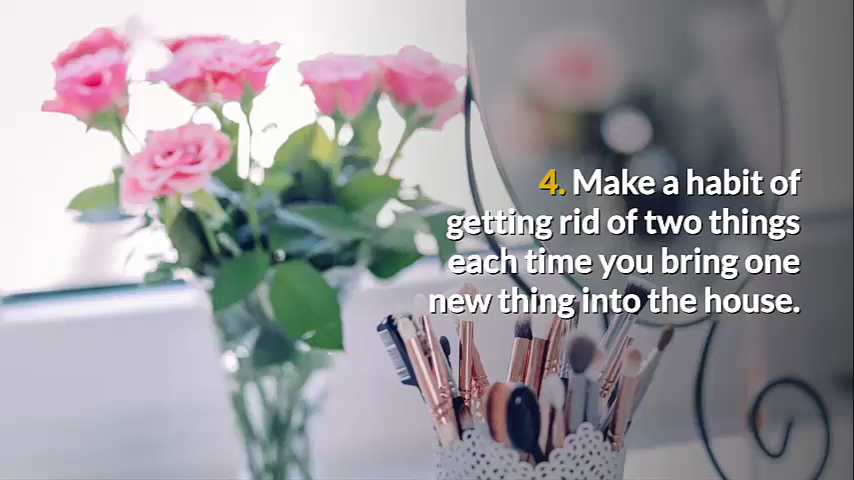 4. Make a habit of
getting rid of two things
each time you bring one
new thing into the house.